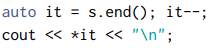 auto it = s.end(); it--;
cout << *it << "\n";